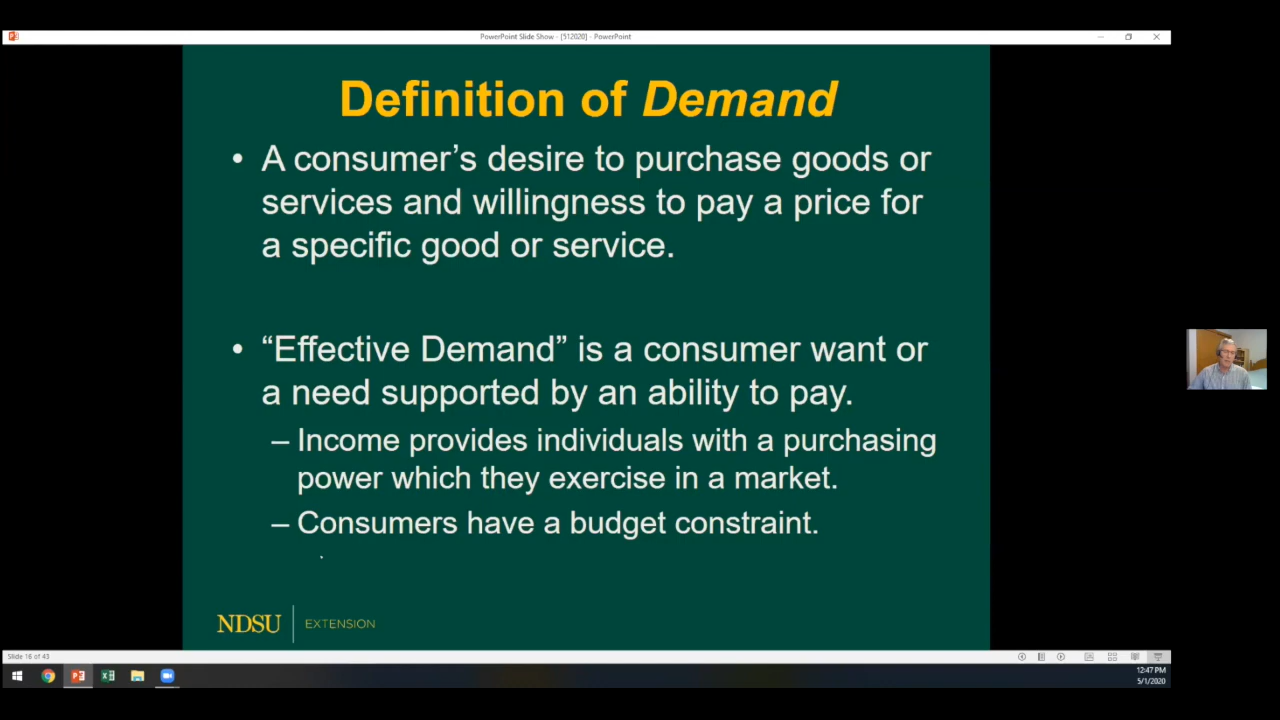 PowerPoint Slide Show - [512020] - PowerPoint
Definition of Demand
• A consumer’s desire to purchase goods or
services and willingness to pay a price for
a specific good or service.
• “Effective Demand” is a consumer want or
a need supported by an ability to pay.
– Income provides individuals with a purchasing
power which they exercise in a market.
– Consumers have a budget constraint.
NDSU EXTENSION
Slide 16 of 43
12:47 PM
5/1/2020